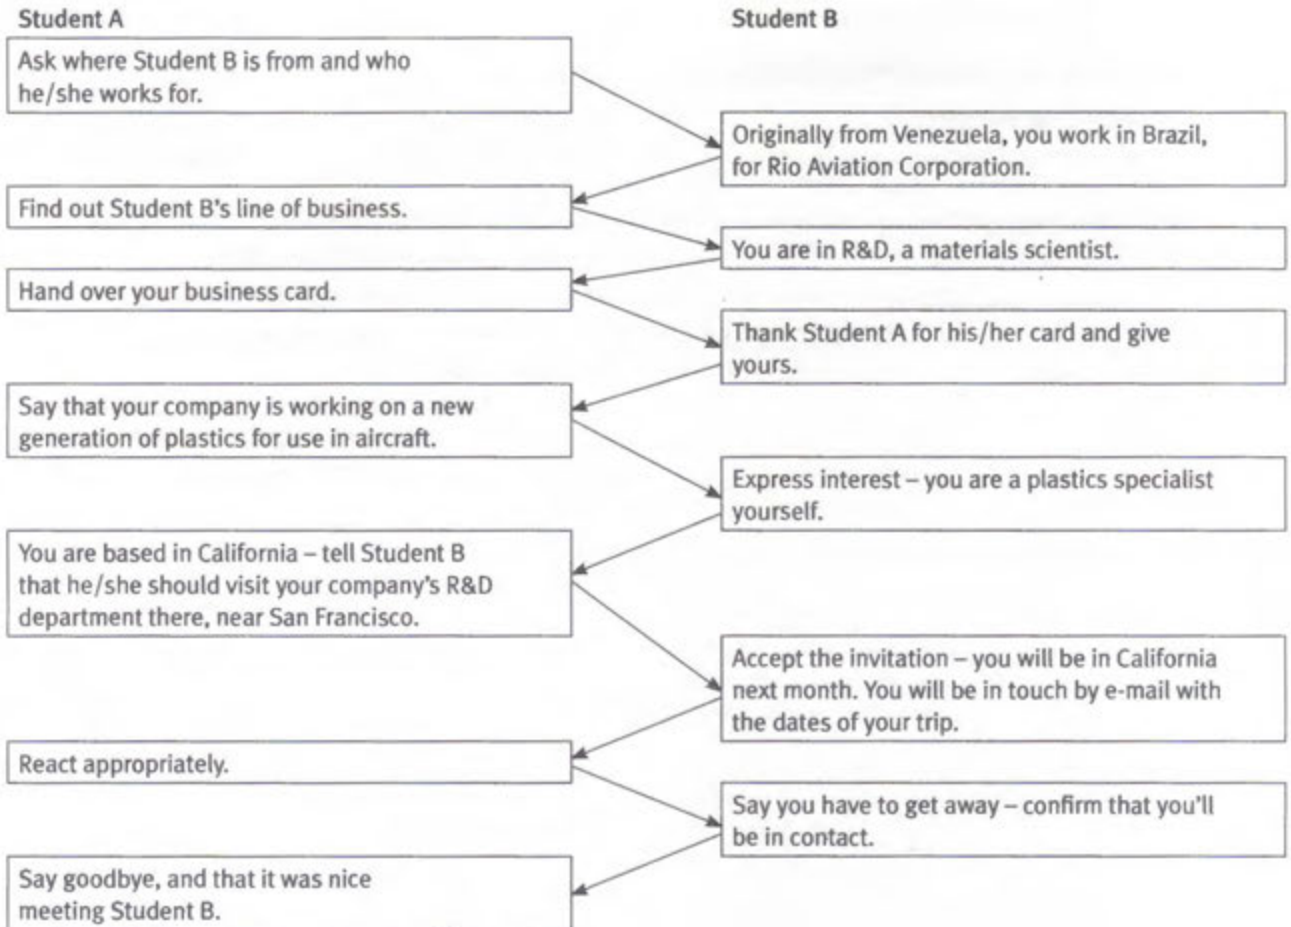 Student A
Student B
Ask where Student B is from and who
he/she works for.
Originally from Venezuela, you work in Brazil,
for Rio Aviation Corporation.
Find out Student B's line of business.
You are in R&D, a materials scientist.
Hand over your business card.
Thank Student A for his/her card and give
yours.
Say that your company is working on a new
generation of plastics for use in aircraft.
Express interest – you are a plastics specialist
yourself.
You are based in California – tell Student B
that he/she should visit your company's R&D
department there, near San Francisco.
Accept the invitation – you will be in California
next month. You will be in touch by e-mail with
the dates of your trip.
React appropriately.
Say you have to get away – confirm that you'll
be in contact.
Say goodbye, and that it was nice
meeting Student B.